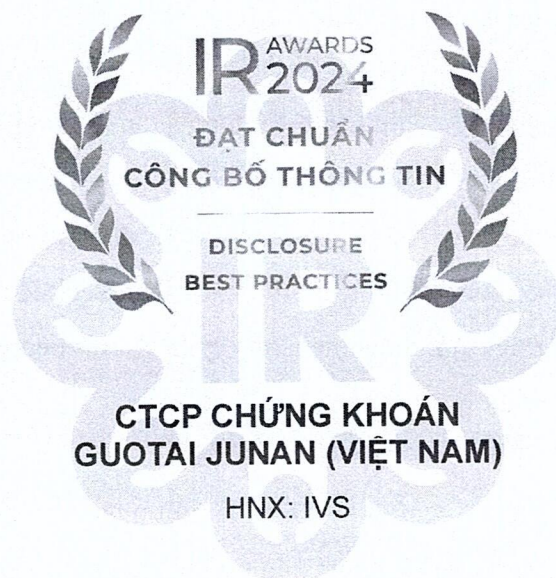 IR AWARDS
2024
ĐẠT CHUẨN
CÔNG BỐ THÔNG TIN
DISCLOSURE
BEST PRACTICES
IR
CTCP CHỨNG KHOÁN
GUOTAI JUNAN (VIỆT NAM)
HNX: IVS